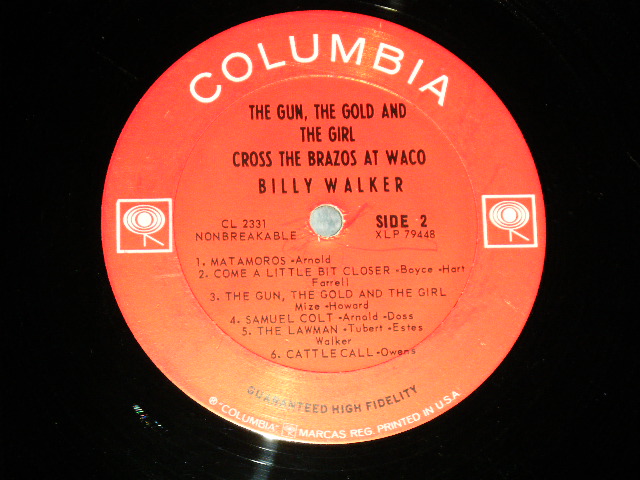 COLUMBIA
THE GUN, THE GOLD AND
THE GIRL
CROSS THE BRAZOS AT WACO
BILLY WALKER
CL 2331
NONBREAKABLE
SIDE 2
XLP 79448
1. MATAMOROS -Arnold
2. COME A LITTLE BIT CLOSER -Boyce -Hart
Farrell
3. THE GUN, THE GOLD AND THE GIRL
Mize -Howard
4. SAMUEL COLT -Arnold -Doss
5. THE LAWMAN -Tubert -Estes
Walker
6. CATTLE CALL -Owens
GUARANTEED HIGH FIDELITY
® "COLUMBIA" MARCAS REG. PRINTED IN U.S.A.